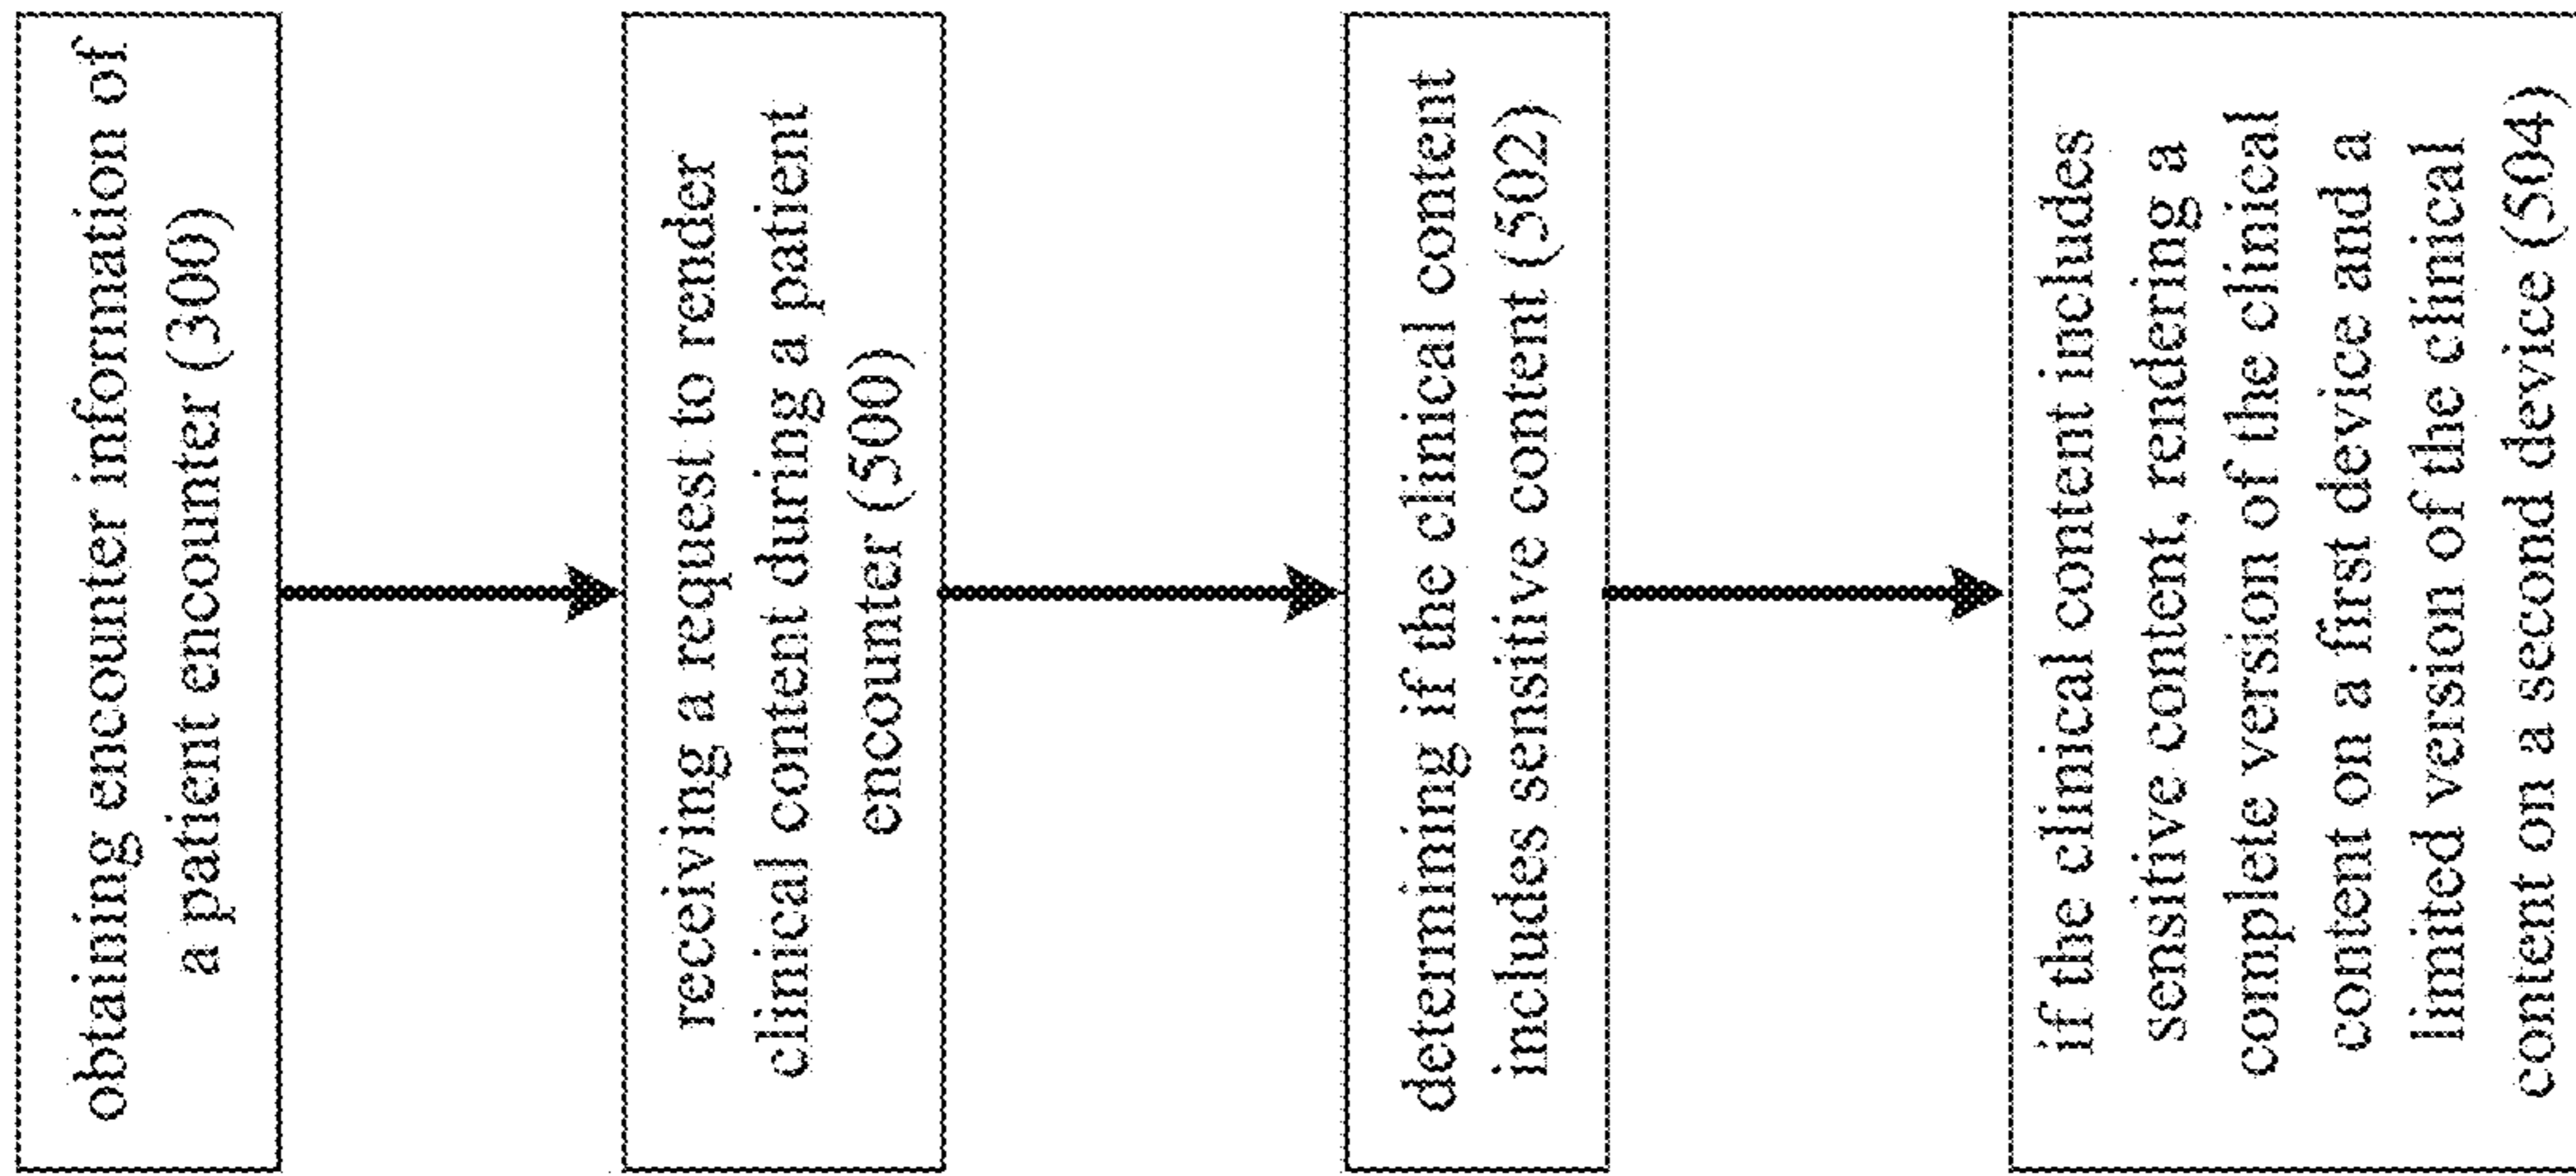 obtaining encounter information of
a patient encounter (300)
receiving a request to render
clinical content during a patient
encounter (500)
determining if the clinical content
includes sensitive content (502)
if the clinical content includes
sensitive content, rendering a
complete version of the clinical
content on a first device and a
limited version of the clinical
content on a second device (504)